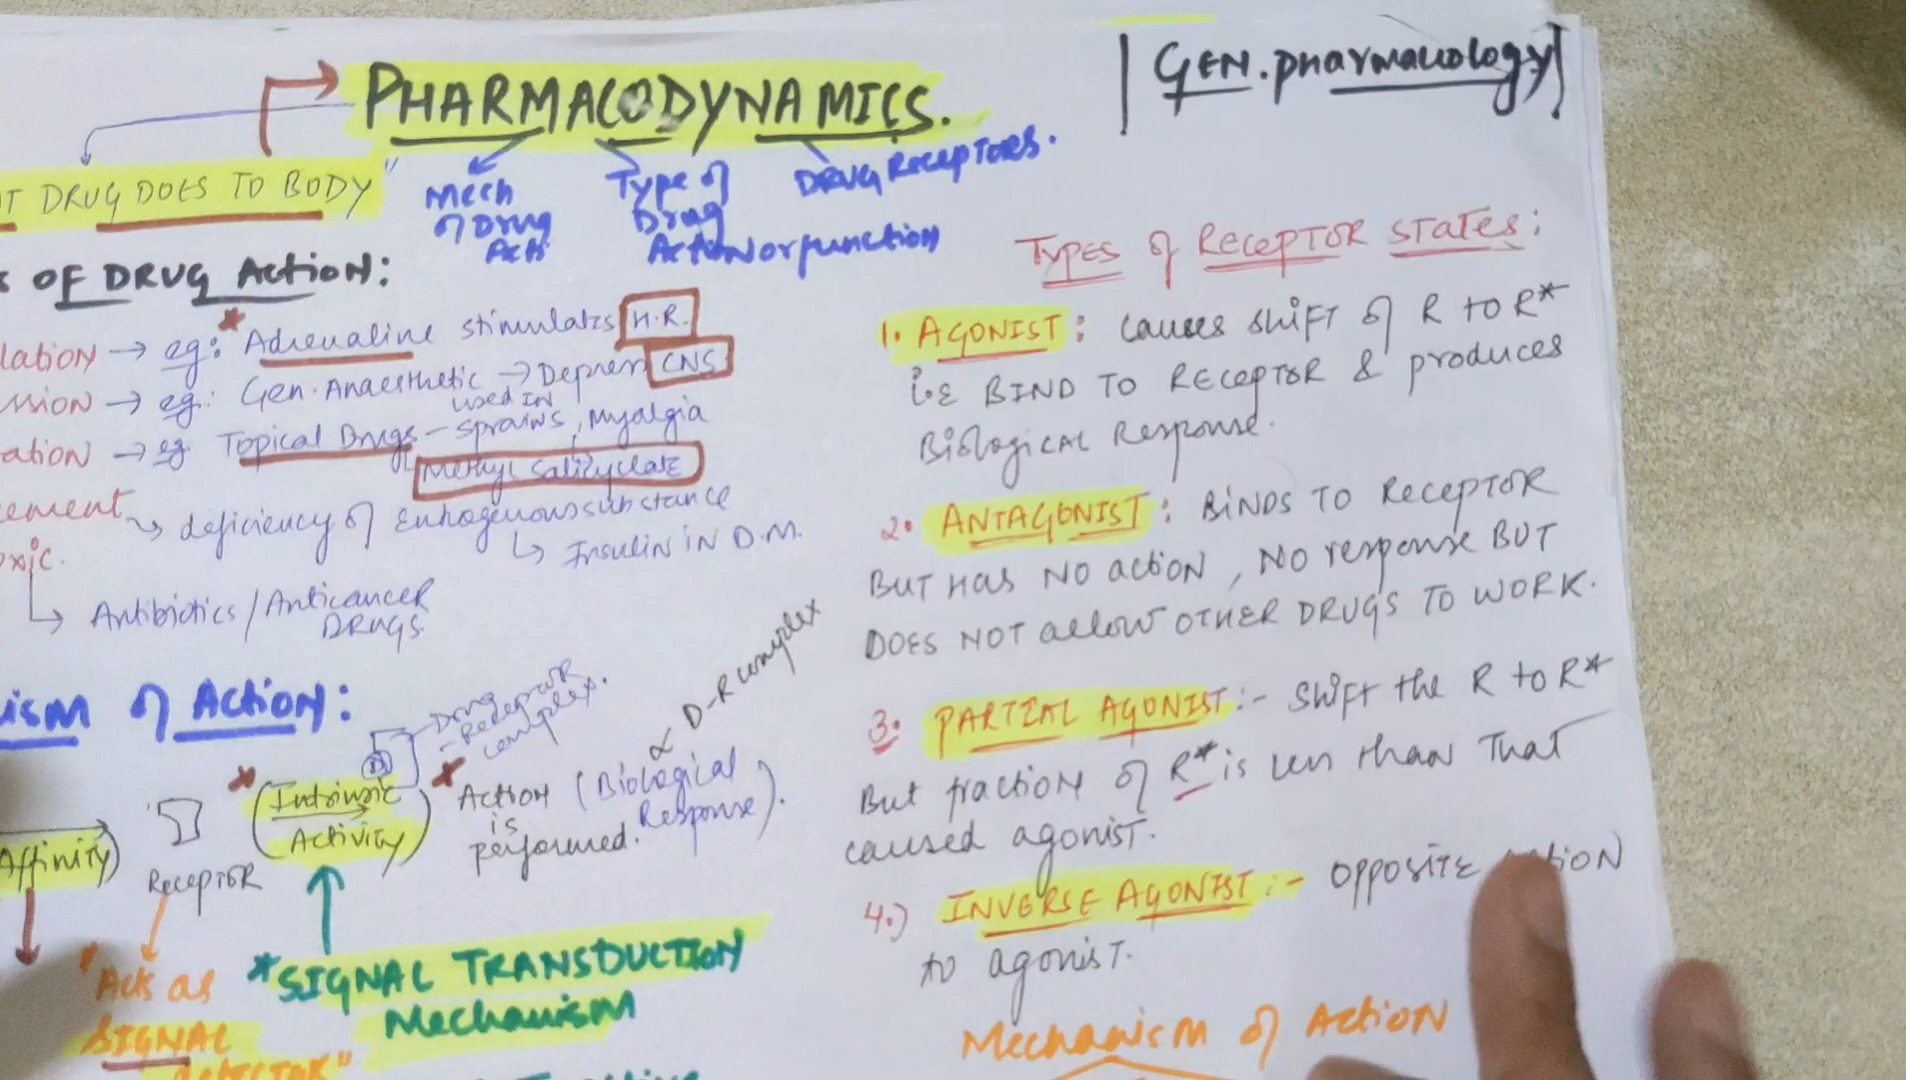 GEN. pharmacology
PHARMACODYNAMICS.
T DRUG DOES TO BODY"
Mech of Drug Acts
Type of Drug Action or function
DRUG Receptors.
S OF DRUG Action:
lation → eg: * Adrenaline stimulates H.R.
ssion → eg: Gen. Anaesthetic → Depress CNS
ation → eg Topical Drugs - used in sprains, Myalgia
Methyl Salicylate
cement → deficiency of Enhogenous substance
↳ Insulin in D.M.
oxic.
↳ Antibiotics / Anticancer
DRUGS.
ism of Action:
Drug - Receptor complex.
Affinity)
Receptor
* (Intrinsic
Activity)
* Action (Biological Response).
is
performed.
∝ D-R complex
"Act as
SIGNAL
*SIGNAL TRANSDUCTION
Mechanism
Types of Receptor states:
1. AGONIST: causes shift of R to R*
i.e BIND TO RECEPTOR & produces
Biological Response.
2. ANTAGONIST: BINDS TO Receptor
BUT Has NO action, NO response BUT
DOES NOT allow OTHER DRUGS TO WORK.
3. PARTIAL AGONIST:- Shift the R to R*
But fraction of R* is less than That
caused agonist.
4.) INVERSE AGONIST:- OPPOSITE
to agonist.
Mechanism of Action